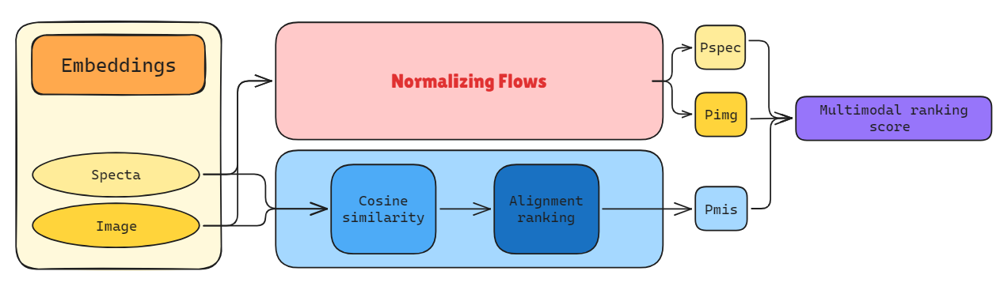 Embeddings
Specta
Image
Normalizing Flows
Cosine
similarity
Alignment
ranking
Pspec
Pimg
Pmis
Multimodal ranking
score